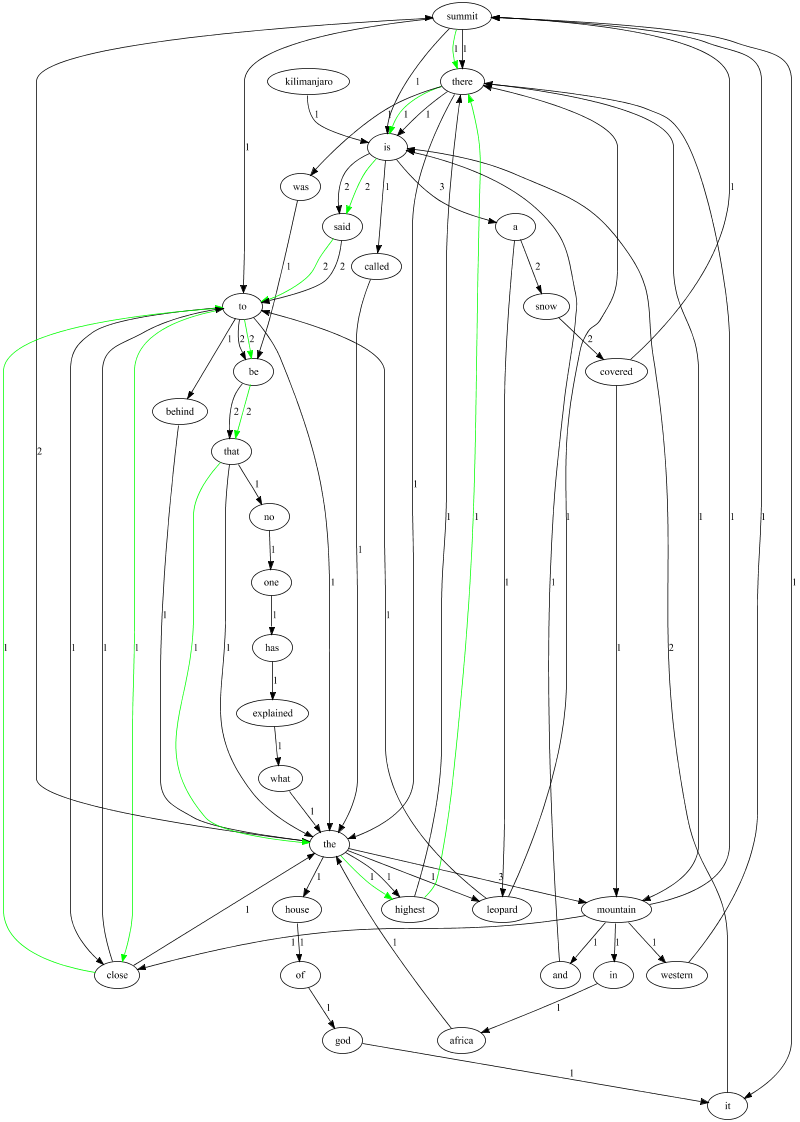 summit
1 1
kilimanjaro
there
1
1 1 1 1
is
was
2 2 1 3 1
said
a
called
1 1 2 2 2
snow
to
1 2 2 2
be
covered
behind
2 2
that
2
1
no
1 1 1 1 1 1 1
one
1 1 1 1
has
1 1 1 1 1 1 1 2
explained
1
what
1
the
1 1 1 1 3
house
highest
leopard
mountain
1
1 1 1 1 1 1 1
close
of
and
in
western
1 1
god
africa
1
it